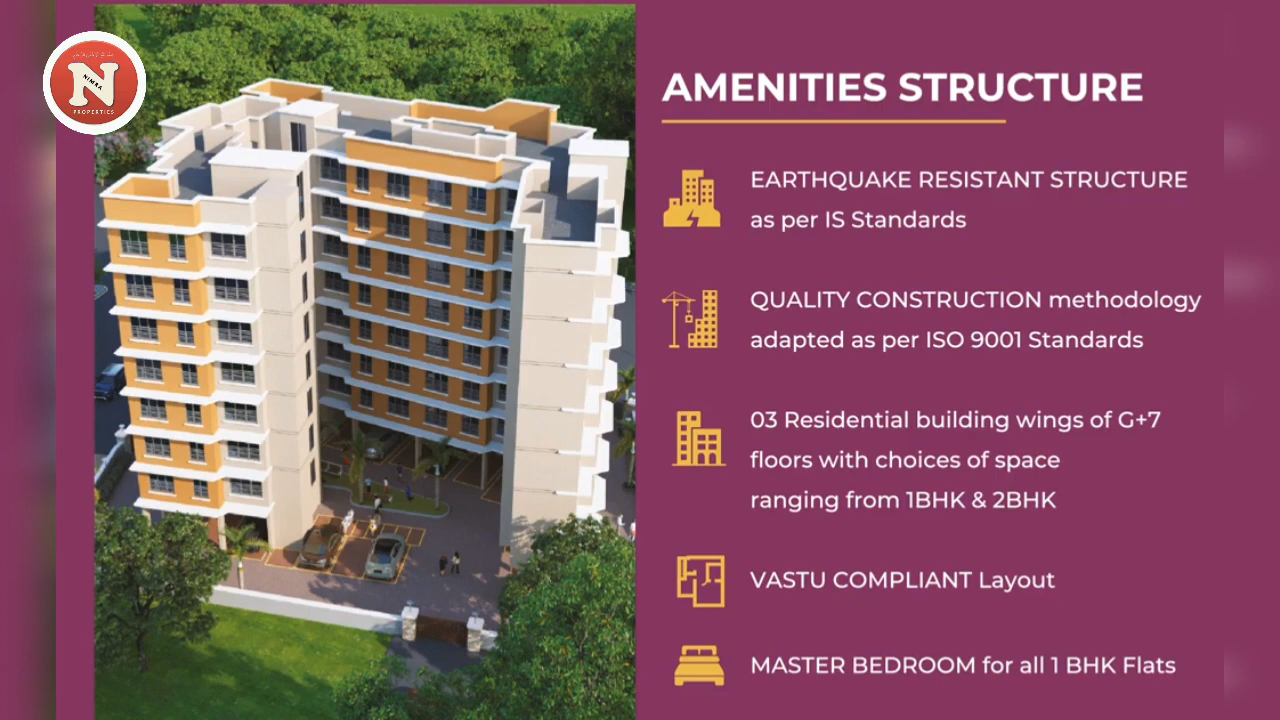 N
NIMRA
PROPERTIES
AMENITIES STRUCTURE
EARTHQUAKE RESISTANT STRUCTURE
as per IS Standards
QUALITY CONSTRUCTION methodology
adapted as per ISO 9001 Standards
03 Residential building wings of G+7
floors with choices of space
ranging from 1BHK & 2BHK
VASTU COMPLIANT Layout
MASTER BEDROOM for all 1 BHK Flats